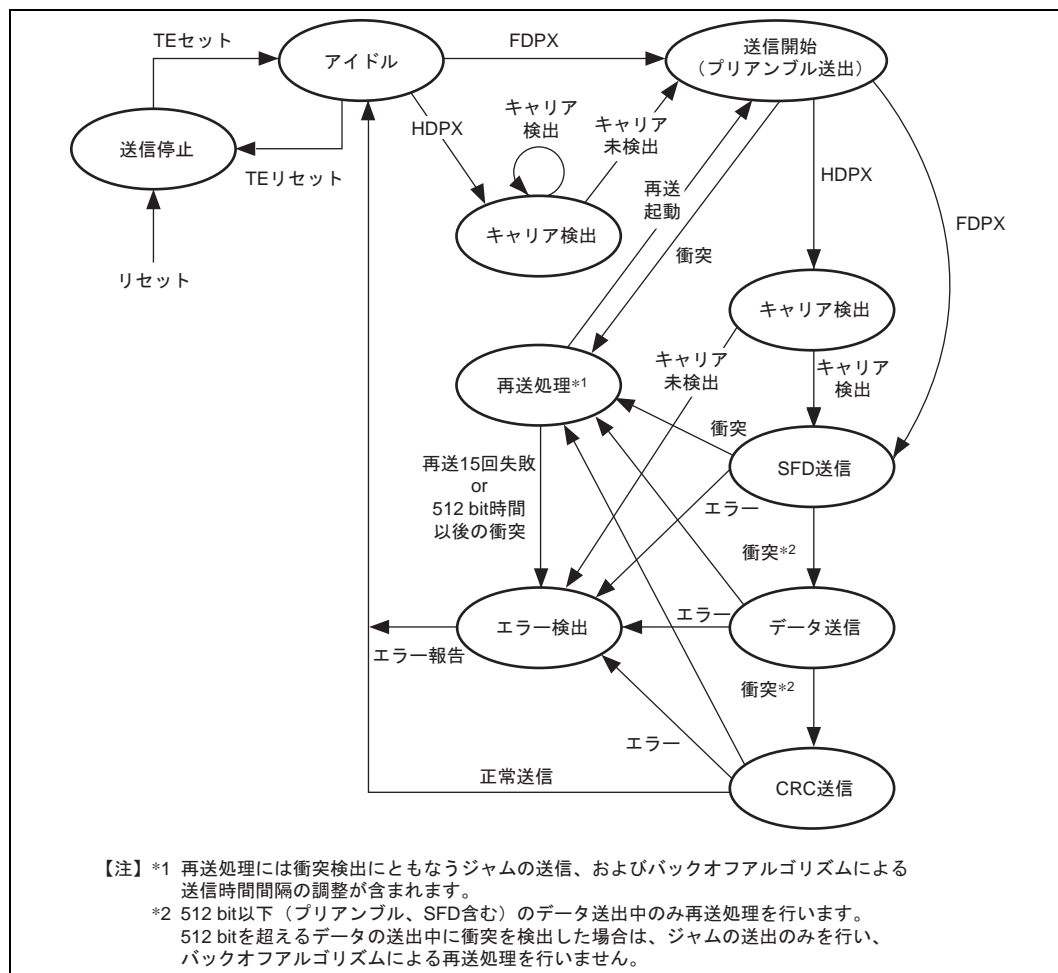 TEセット
アイドル
FDPX
送信開始
（プリアンブル送出）
送信停止
TEリセット
リセット
HDPX
キャリア
検出
キャリア
未検出
キャリア検出
再送
起動
衝突
HDPX
FDPX
キャリア検出
キャリア
未検出
キャリア
検出
再送処理*1
衝突
SFD送信
再送15回失敗
or
512 bit時間
以後の衝突
エラー
衝突*2
エラー検出
エラー
データ送信
エラー報告
衝突*2
エラー
正常送信
CRC送信
【注】*1 再送処理には衝突検出にともなうジャムの送信、およびバックオフアルゴリズムによる
送信時間間隔の調整が含まれます。
*2 512 bit以下（プリアンブル、SFD含む）のデータ送出中のみ再送処理を行います。
512 bitを超えるデータの送出中に衝突を検出した場合は、ジャムの送出のみを行い、
バックオフアルゴリズムによる再送処理を行いません。